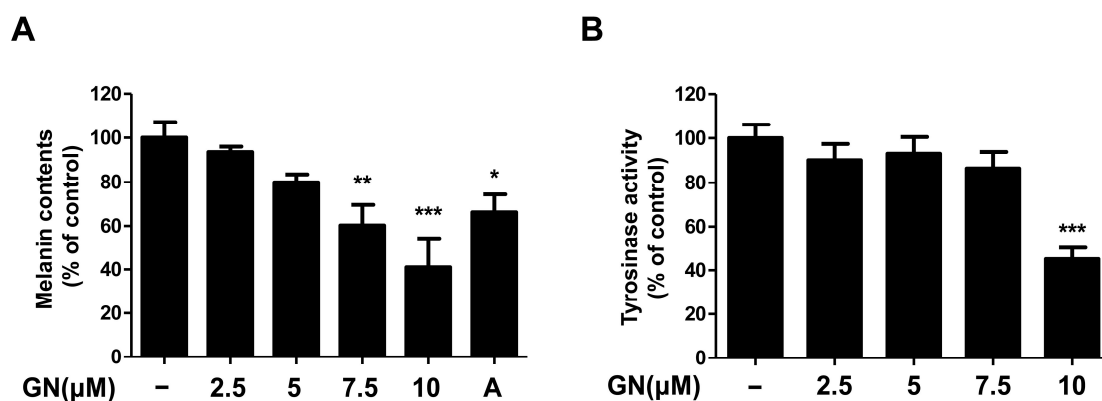 A
Melanin contents
(% of control)
120
100
80
60
40
20
0
**
***
*
GN(µM) – 2.5 5 7.5 10 A
B
Tyrosinase activity
(% of control)
120
100
80
60
40
20
0
***
GN(µM) – 2.5 5 7.5 10